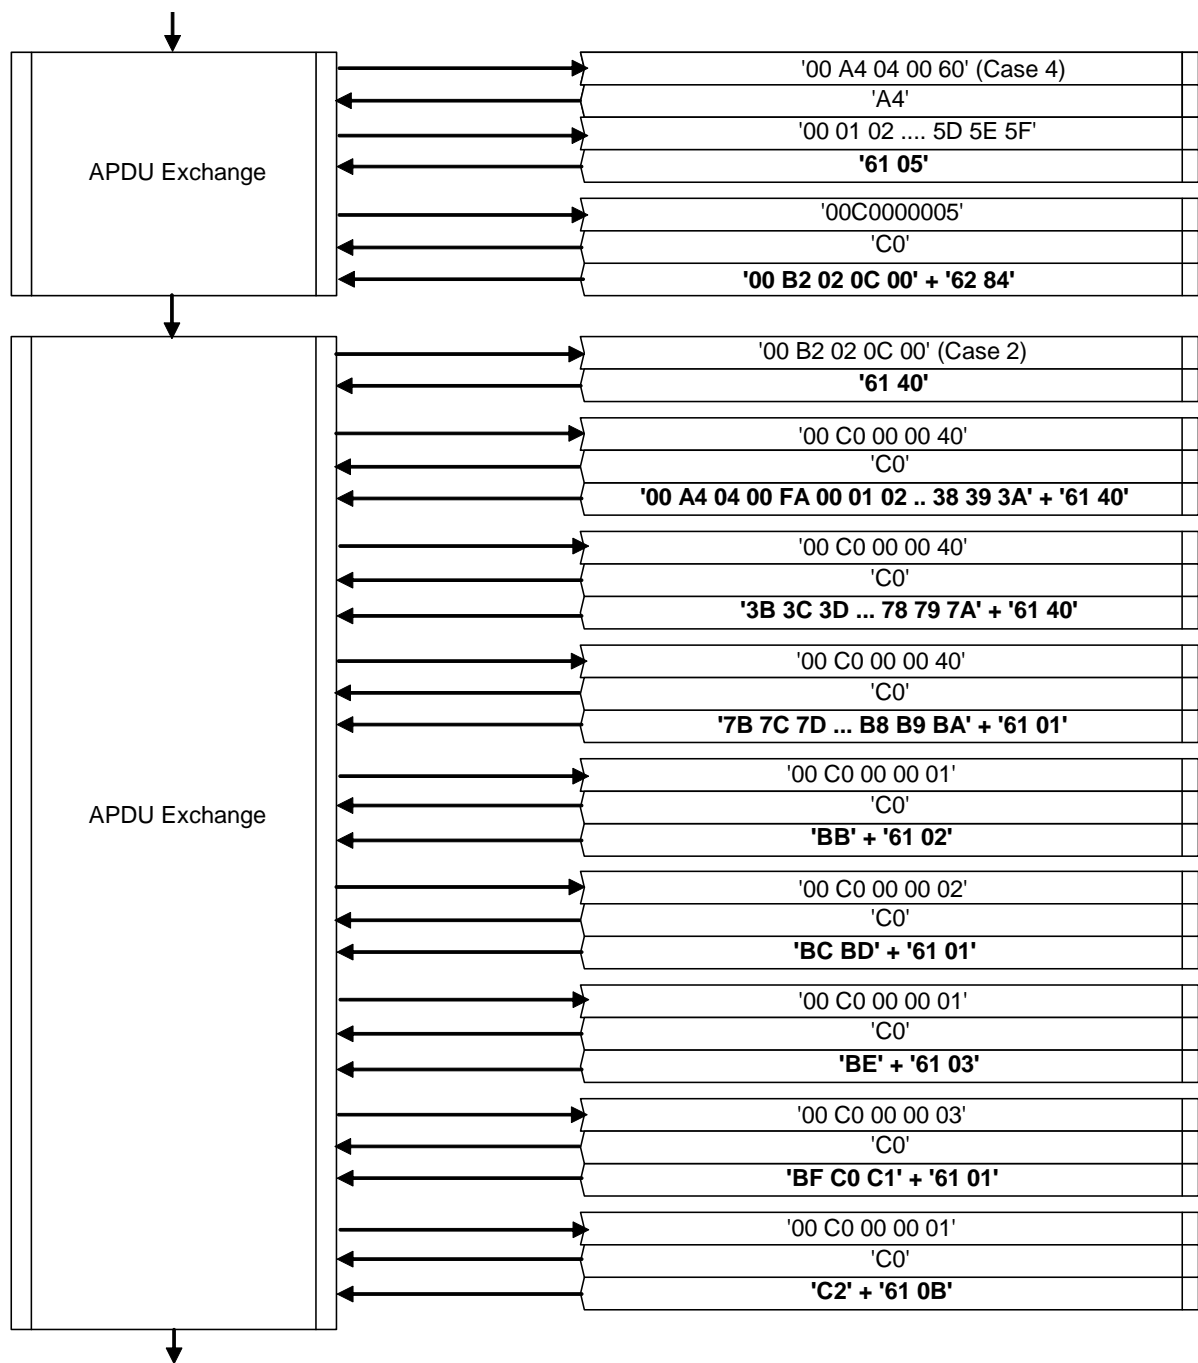 APDU Exchange
'00 A4 04 00 60' (Case 4)
'A4'
'00 01 02 .... 5D 5E 5F'
'61 05'
'00C0000005'
'C0'
'00 B2 02 0C 00' + '62 84'
APDU Exchange
'00 B2 02 0C 00' (Case 2)
'61 40'
'00 C0 00 00 40'
'C0'
'00 A4 04 00 FA 00 01 02 .. 38 39 3A' + '61 40'
'00 C0 00 00 40'
'C0'
'3B 3C 3D ... 78 79 7A' + '61 40'
'00 C0 00 00 40'
'C0'
'7B 7C 7D ... B8 B9 BA' + '61 01'
'00 C0 00 00 01'
'C0'
'BB' + '61 02'
'00 C0 00 00 02'
'C0'
'BC BD' + '61 01'
'00 C0 00 00 01'
'C0'
'BE' + '61 03'
'00 C0 00 00 03'
'C0'
'BF C0 C1' + '61 01'
'00 C0 00 00 01'
'C0'
'C2' + '61 0B'